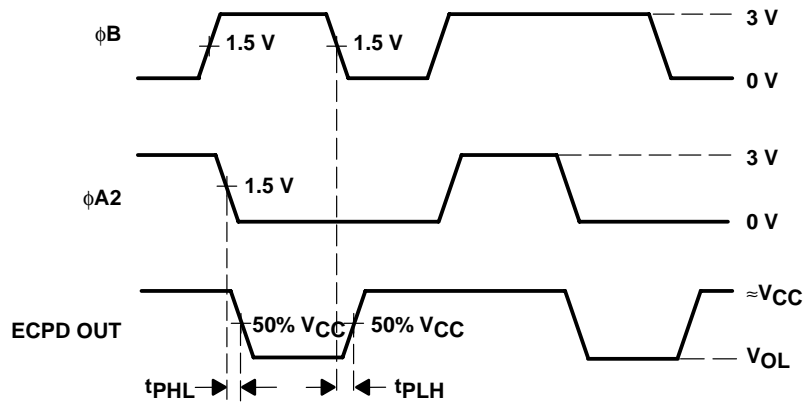 ϕB
1.5 V
1.5 V
3 V
0 V
ϕA2
1.5 V
3 V
0 V
ECPD OUT
50% VCC
50% VCC
≈VCC
VOL
tPHL
tPLH